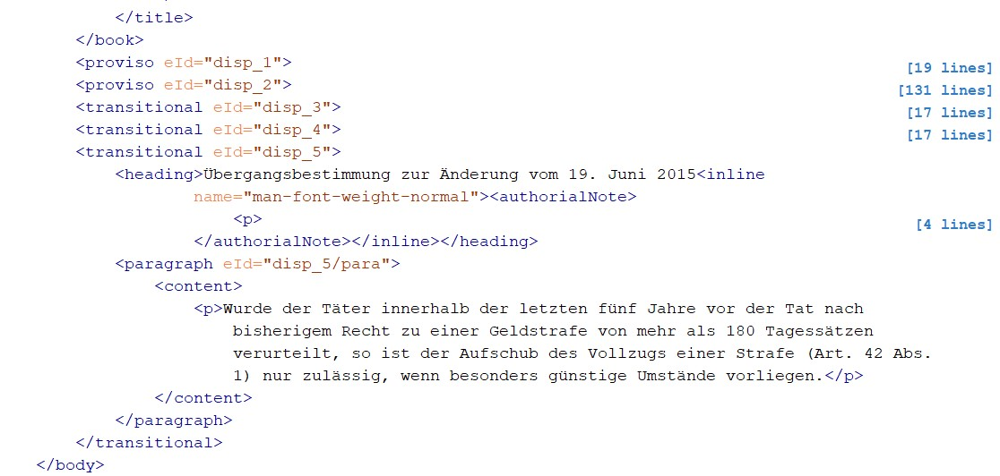 </title>
</book>
<proviso eId="disp_1"> [19 lines]
<proviso eId="disp_2"> [131 lines]
<transitional eId="disp_3"> [17 lines]
<transitional eId="disp_4"> [17 lines]
<transitional eId="disp_5">
<heading>Übergangsbestimmung zur Änderung vom 19. Juni 2015<inline
name="man-font-weight-normal"><authorialNote>
<p> [4 lines]
</authorialNote></inline></heading>
<paragraph eId="disp_5/para">
<content>
<p>Wurde der Täter innerhalb der letzten fünf Jahre vor der Tat nach
bisherigem Recht zu einer Geldstrafe von mehr als 180 Tagessätzen
verurteilt, so ist der Aufschub des Vollzugs einer Strafe (Art. 42 Abs.
1) nur zulässig, wenn besonders günstige Umstände vorliegen.</p>
</content>
</paragraph>
</transitional>
</body>